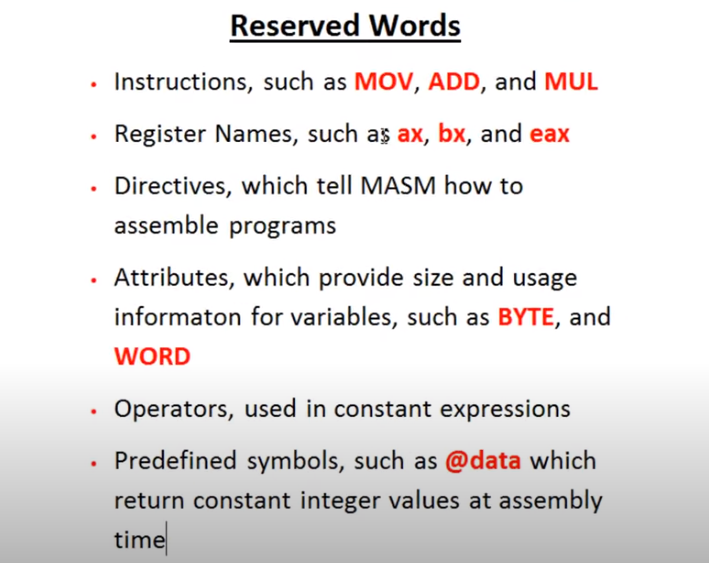 Reserved Words
• Instructions, such as MOV, ADD, and MUL
• Register Names, such as ax, bx, and eax
• Directives, which tell MASM how to
assemble programs
• Attributes, which provide size and usage
informaton for variables, such as BYTE, and
WORD
• Operators, used in constant expressions
• Predefined symbols, such as @data which
return constant integer values at assembly
time